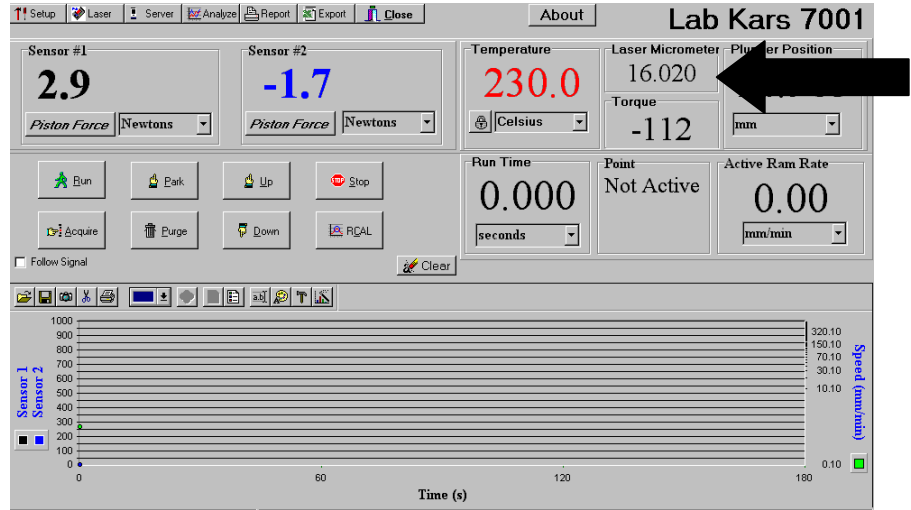 Setup Laser Server Analyze Report Export Close About Lab Kars 7001
Sensor #1 Sensor #2 Temperature Laser Micrometer Position
2.9 -1.7 230.0 16.020
Piston Force Newtons Piston Force Newtons Celsius Torque mm
-112
Run Park Up Stop Run Time Point Active Ram Rate
0.000 Not Active 0.00
Acquire Purge Down RCAL seconds mm/min
Follow Signal Clear
1000 320.10
900 150.10
800 70.10
700 30.10
600 10.10
500
400
300
200
100
0 0.10
Sensor 1
Sensor 2
Speed (mm/min)
0 60 120 180
Time (s)